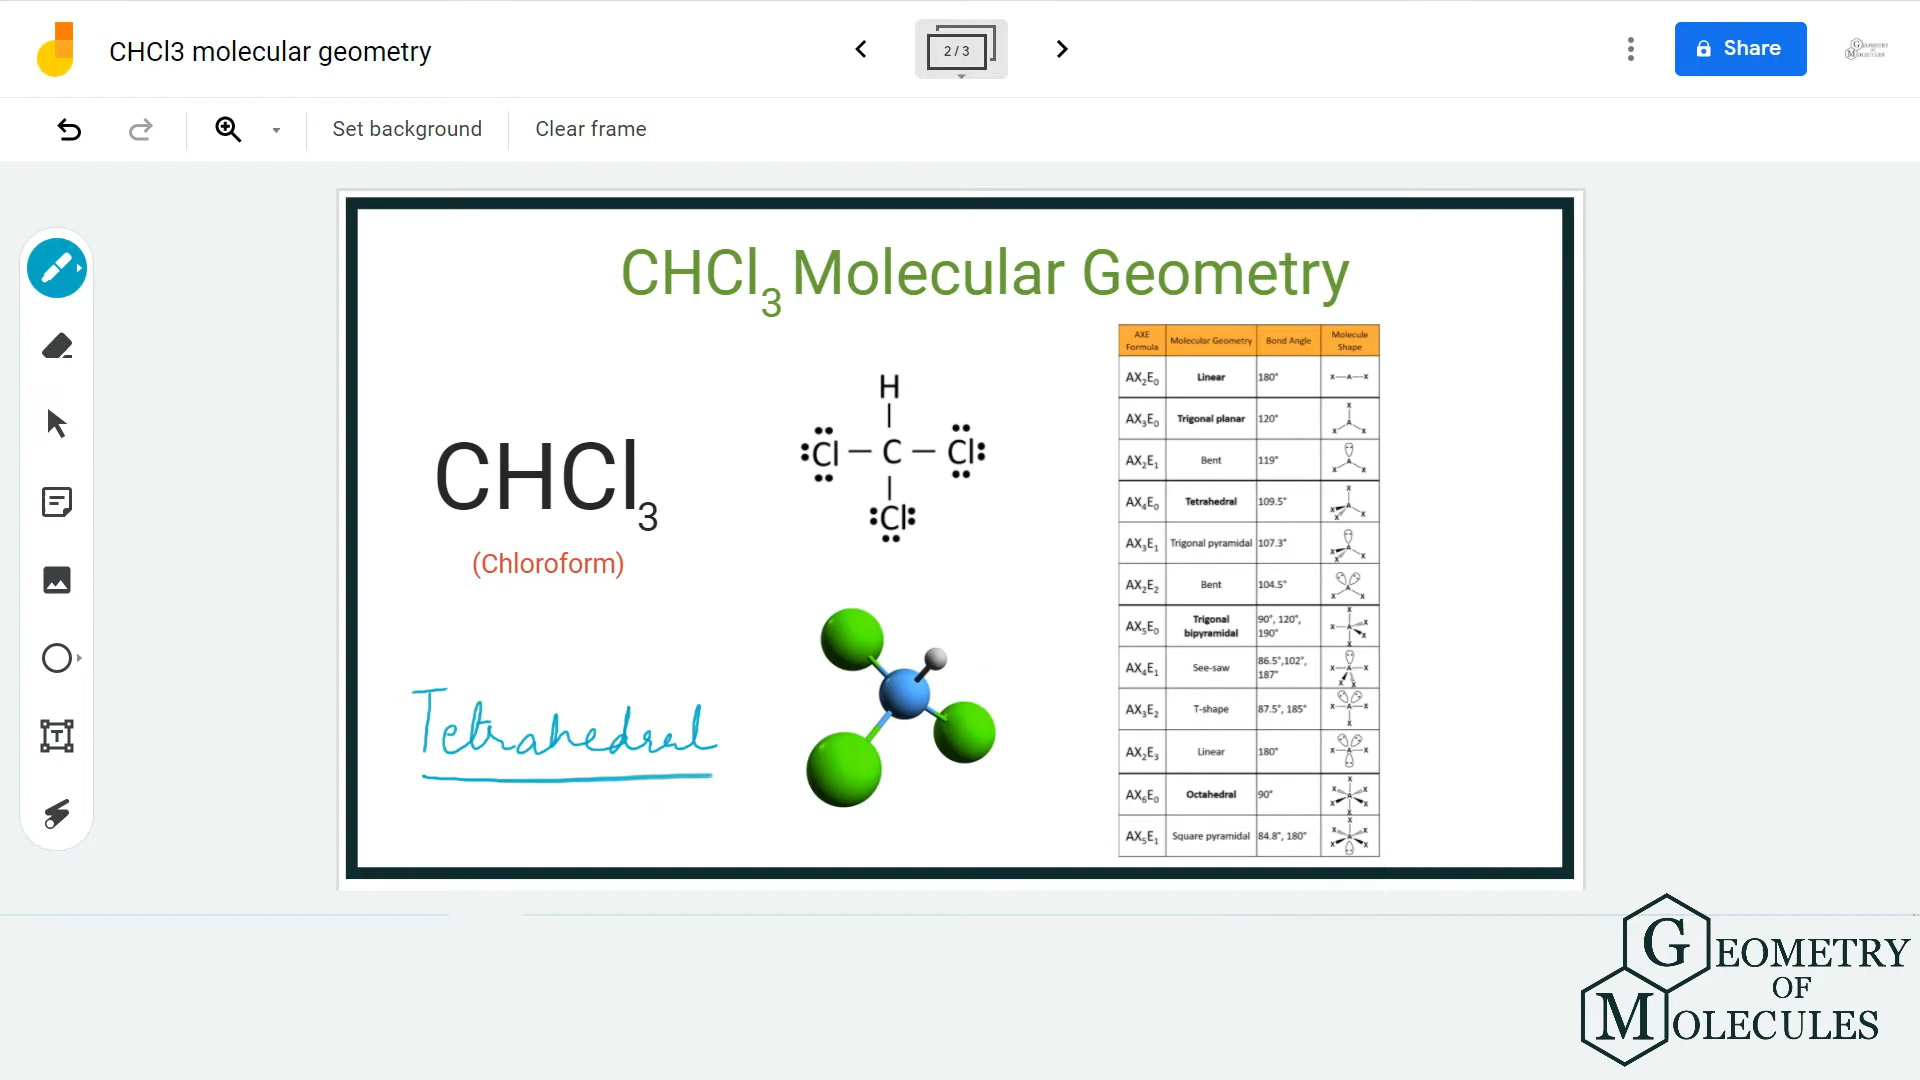 CHCl3 molecular geometry
2 / 3
Share
Set background
Clear frame
CHCl₃ Molecular Geometry
CHCl₃
(Chloroform)
Tetrahedral
H
:Cl — C — Cl:
:Cl:
AXE Formula Molecular Geometry Bond Angle Molecule Shape
AX₂E₀ Linear 180° X—A—X
AX₃E₀ Trigonal planar 120° X A X X
AX₂E₁ Bent 119° A X X
AX₄E₀ Tetrahedral 109.5° X A X X X
AX₃E₁ Trigonal pyramidal 107.3° A X X X
AX₂E₂ Bent 104.5° A X X
AX₅E₀ Trigonal bipyramidal 90°, 120°, 190° X X A X X X
AX₄E₁ See-saw 86.5°,102°, 187° X A X X X
AX₃E₂ T-shape 87.5°, 185° X A X X
AX₂E₃ Linear 180° X A X
AX₆E₀ Octahedral 90° X X X A X X X
AX₅E₁ Square pyramidal 84.8°, 180° X X X A X X
GEOMETRY
OF
MOLECULES